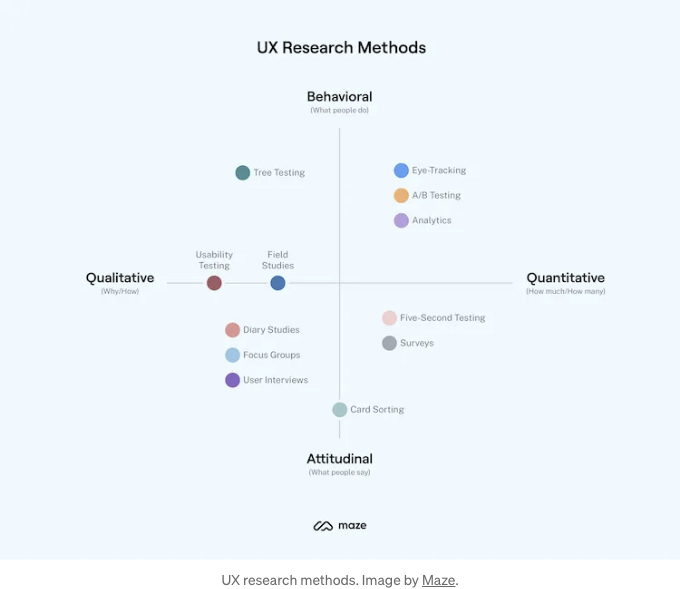 UX Research Methods
Behavioral
(What people do)
Tree Testing
Eye-Tracking
A/B Testing
Analytics
Usability
Testing
Field
Studies
Qualitative
(Why/How)
Quantitative
(How much/How many)
Five-Second Testing
Surveys
Diary Studies
Focus Groups
User Interviews
Card Sorting
Attitudinal
(What people say)
maze
UX research methods. Image by Maze.